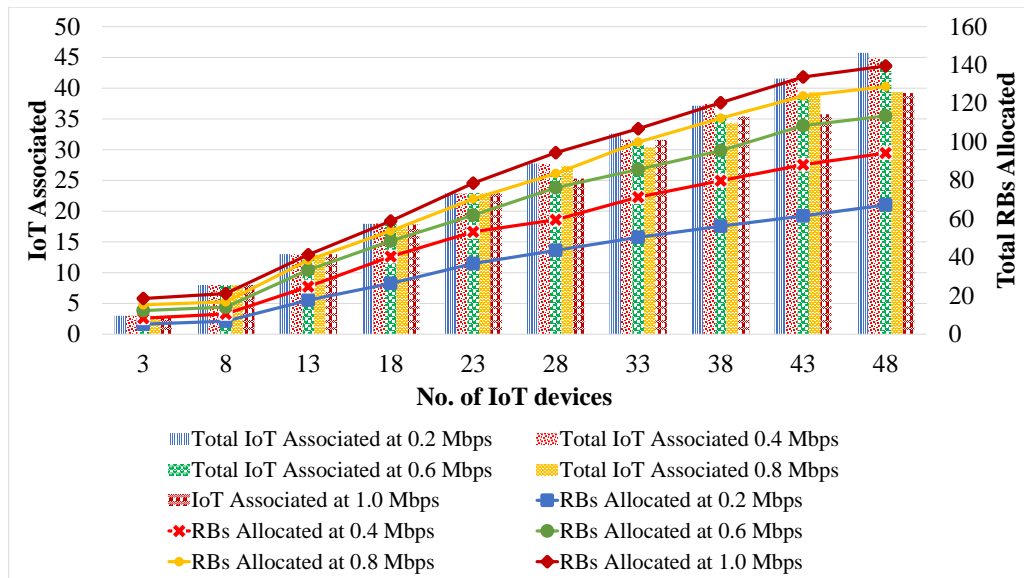 50
45
40
35
30
25
20
15
10
5
0
IoT Associated
160
140
120
100
80
60
40
20
0
Total RBs Allocated
3 8 13 18 23 28 33 38 43 48
No. of IoT devices
Total IoT Associated at 0.2 Mbps
Total IoT Associated 0.4 Mbps
Total IoT Associated at 0.6 Mbps
Total IoT Associated 0.8 Mbps
IoT Associated at 1.0 Mbps
RBs Allocated at 0.2 Mbps
RBs Allocated at 0.4 Mbps
RBs Allocated at 0.6 Mbps
RBs Allocated at 0.8 Mbps
RBs Allocated at 1.0 Mbps